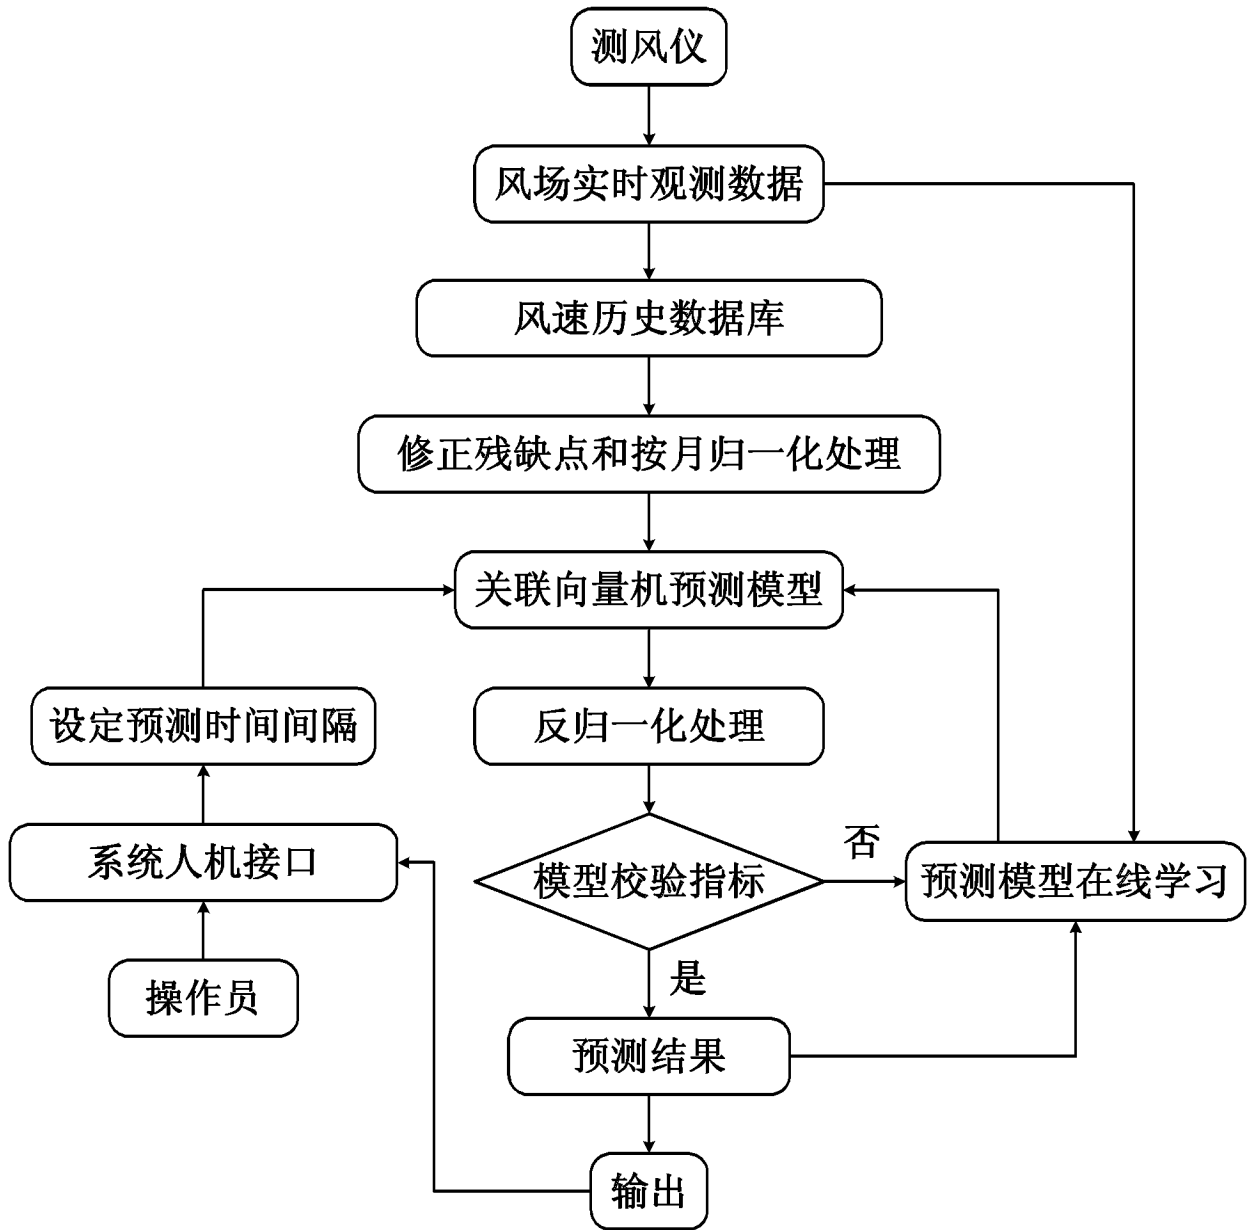 测风仪
风场实时观测数据
风速历史数据库
修正残缺点和按月归一化处理
关联向量机预测模型
设定预测时间间隔
反归一化处理
系统人机接口
模型校验指标
否
预测模型在线学习
操作员
是
预测结果
输出